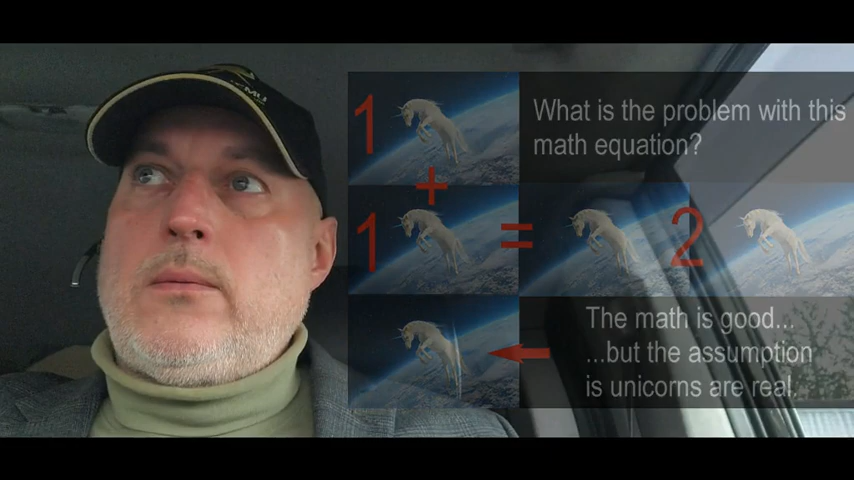 1
What is the problem with this
math equation?
+
1 = 2
The math is good...
...but the assumption
is unicorns are real.